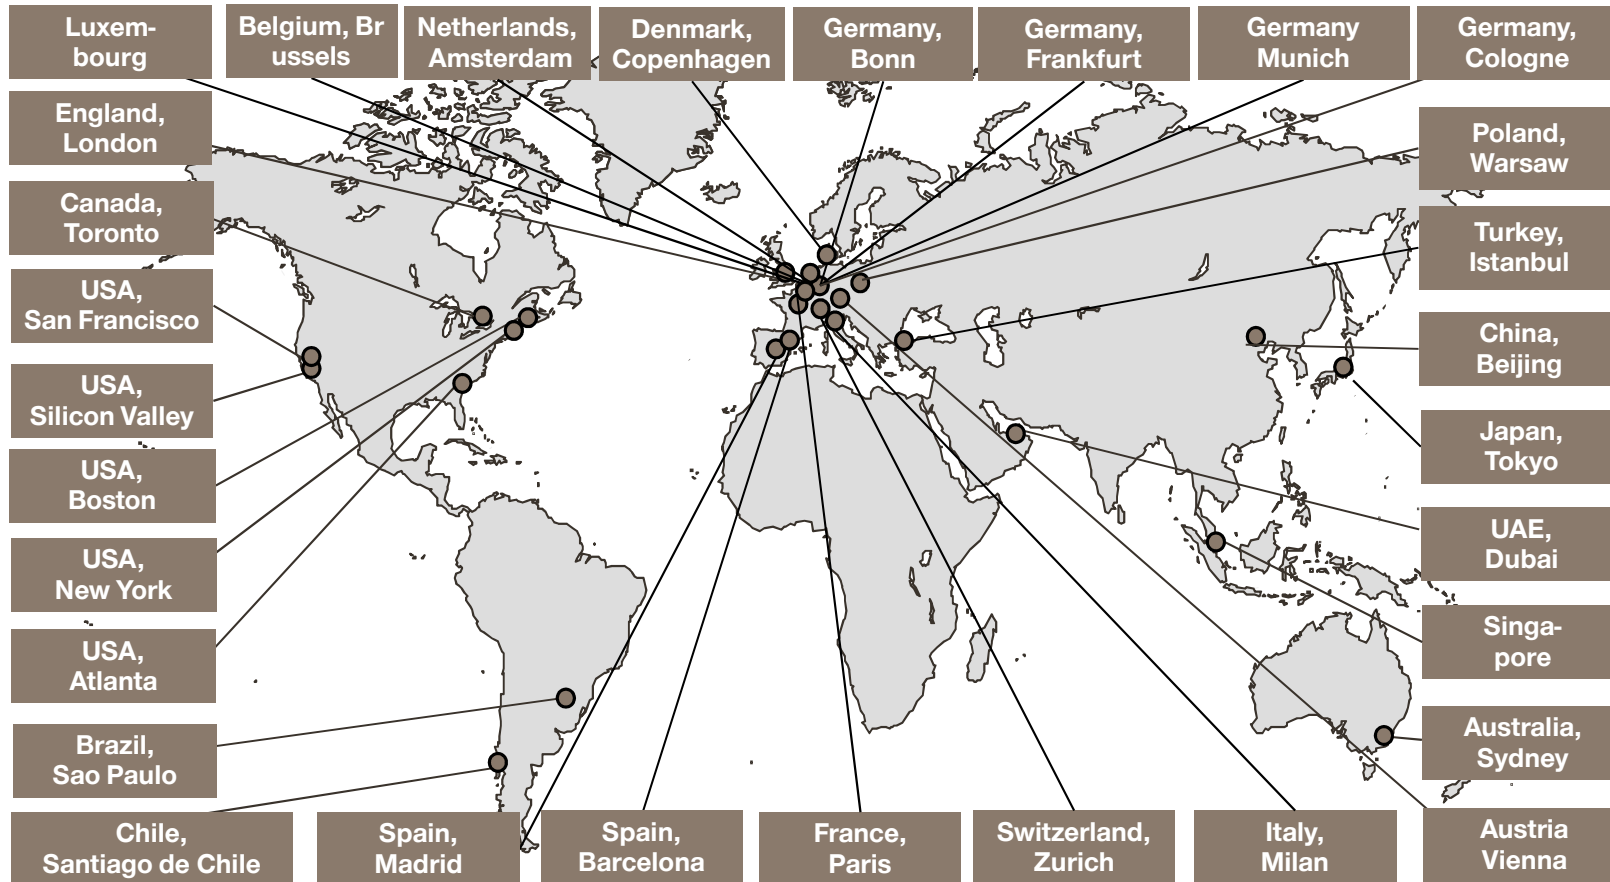 Luxem-
bourg
Belgium, Br
ussels
Netherlands,
Amsterdam
Denmark,
Copenhagen
Germany,
Bonn
Germany,
Frankfurt
Germany
Munich
Germany,
Cologne
England,
London
Poland,
Warsaw
Canada,
Toronto
Turkey,
Istanbul
USA,
San Francisco
China,
Beijing
USA,
Silicon Valley
Japan,
Tokyo
USA,
Boston
UAE,
Dubai
USA,
New York
Singa-
pore
USA,
Atlanta
Australia,
Sydney
Brazil,
Sao Paulo
Chile,
Santiago de Chile
Spain,
Madrid
Spain,
Barcelona
France,
Paris
Switzerland,
Zurich
Italy,
Milan
Austria
Vienna